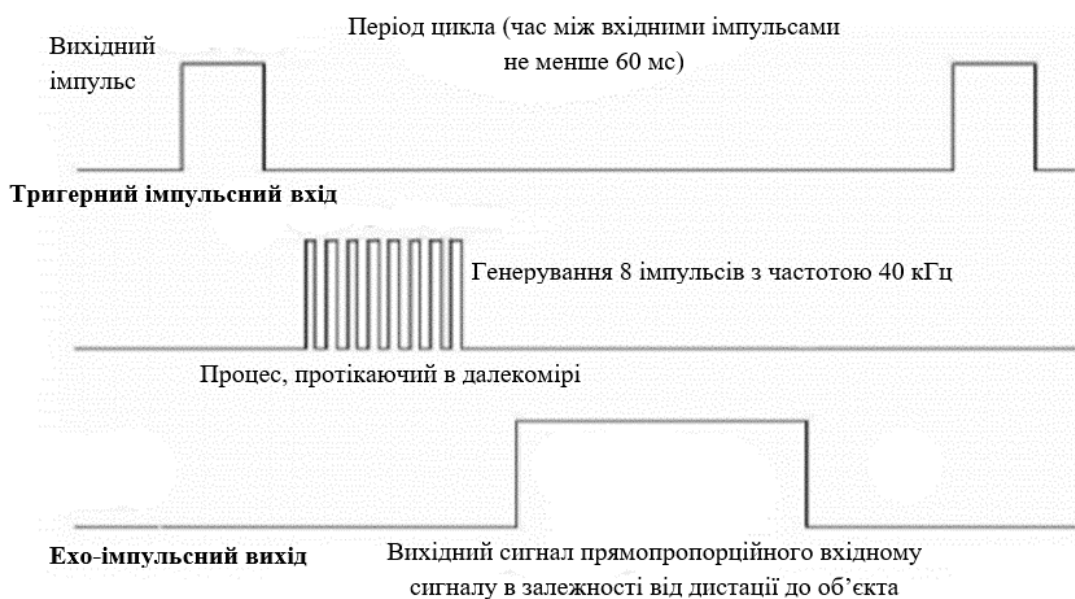 Період цикла (час між вхідними імпульсами
не менше 60 мс)
Вихідний
імпульс
Тригерний імпульсний вхід
Генерування 8 імпульсів з частотою 40 кГц
Процес, протікаючий в далекомірі
Ехо-імпульсний вихід
Вихідний сигнал прямопропорційного вхідному
сигналу в залежності від дистації до об’єкта